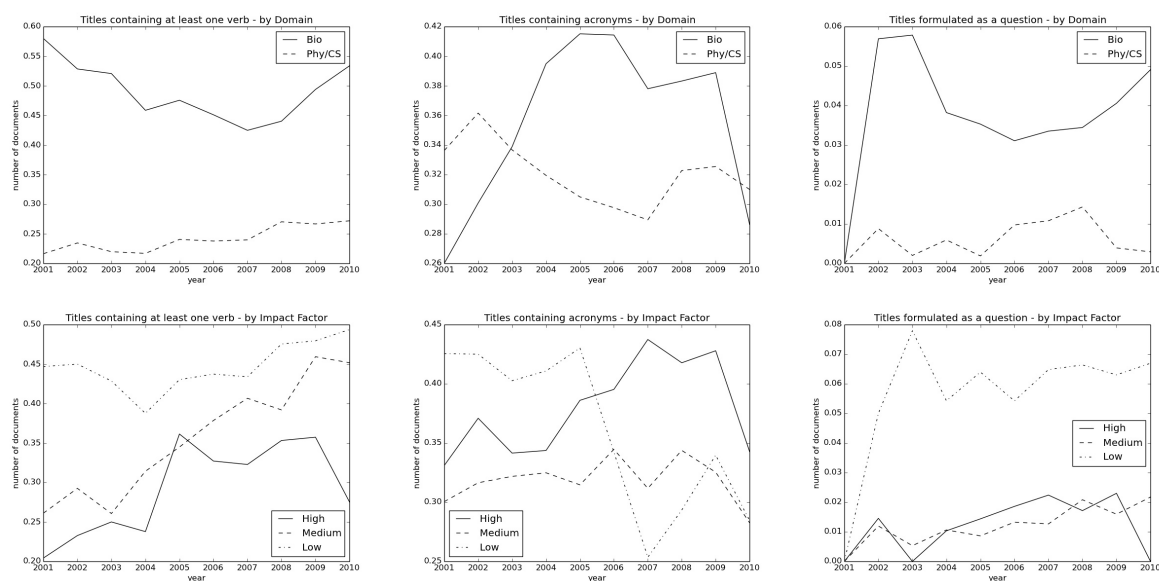 Titles containing at least one verb - by Domain
0.60
0.55
0.50
0.45
0.40
0.35
0.30
0.25
0.20
number of documents
Bio
Phy/CS
2001 2002 2003 2004 2005 2006 2007 2008 2009 2010
year
Titles containing acronyms - by Domain
0.42
0.40
0.38
0.36
0.34
0.32
0.30
0.28
0.26
number of documents
Bio
Phy/CS
2001 2002 2003 2004 2005 2006 2007 2008 2009 2010
year
Titles formulated as a question - by Domain
0.06
0.05
0.04
0.03
0.02
0.01
0.00
number of documents
Bio
Phy/CS
2001 2002 2003 2004 2005 2006 2007 2008 2009 2010
year
Titles containing at least one verb - by Impact Factor
0.50
0.45
0.40
0.35
0.30
0.25
0.20
number of documents
High
Medium
Low
2001 2002 2003 2004 2005 2006 2007 2008 2009 2010
year
Titles containing acronyms - by Impact Factor
0.45
0.40
0.35
0.30
0.25
number of documents
High
Medium
Low
2001 2002 2003 2004 2005 2006 2007 2008 2009 2010
year
Titles formulated as a question - by Impact Factor
0.08
0.07
0.06
0.05
0.04
0.03
0.02
0.01
0.00
number of documents
High
Medium
Low
2001 2002 2003 2004 2005 2006 2007 2008 2009 2010
year